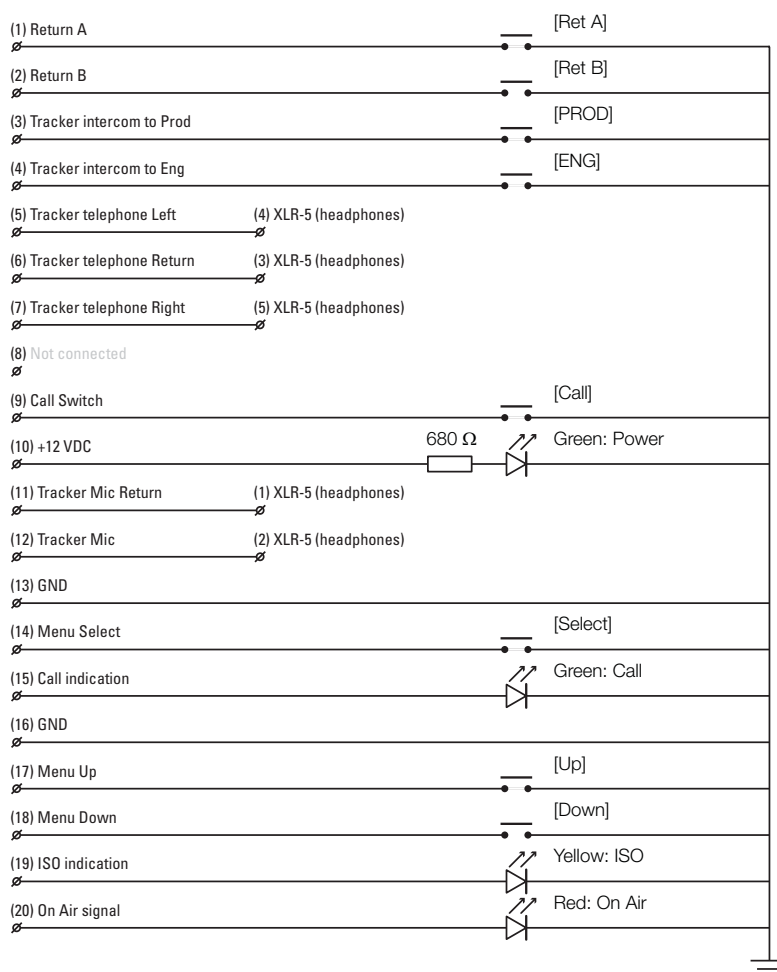 (1) Return A [Ret A]
(2) Return B [Ret B]
(3) Tracker intercom to Prod [PROD]
(4) Tracker intercom to Eng [ENG]
(5) Tracker telephone Left (4) XLR-5 (headphones)
(6) Tracker telephone Return (3) XLR-5 (headphones)
(7) Tracker telephone Right (5) XLR-5 (headphones)
(8) Not connected
(9) Call Switch [Call]
(10) +12 VDC 680 Ω Green: Power
(11) Tracker Mic Return (1) XLR-5 (headphones)
(12) Tracker Mic (2) XLR-5 (headphones)
(13) GND
(14) Menu Select [Select]
(15) Call indication Green: Call
(16) GND
(17) Menu Up [Up]
(18) Menu Down [Down]
(19) ISO indication Yellow: ISO
(20) On Air signal Red: On Air